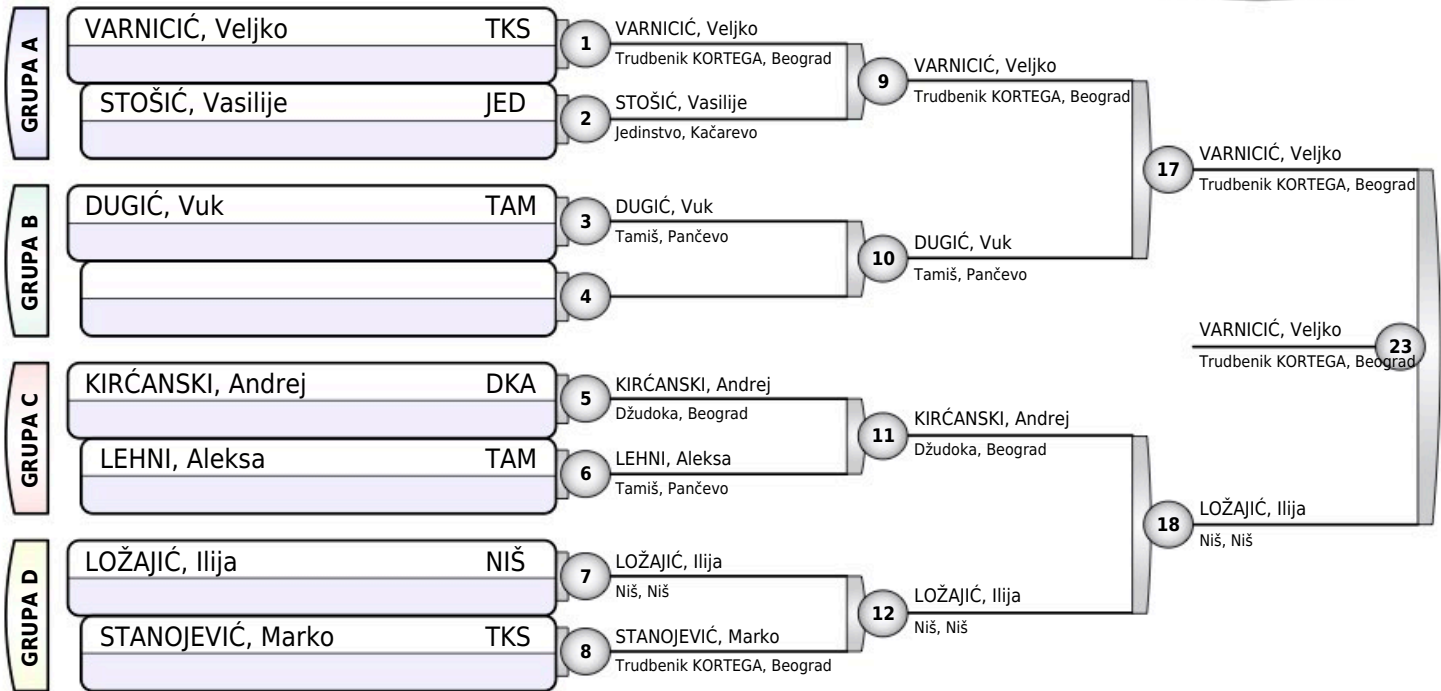 GRUPA A
VARNICIĆ, Veljko TKS
STOŠIĆ, Vasilije JED
GRUPA B
DUGIĆ, Vuk TAM
GRUPA C
KIRĆANSKI, Andrej DKA
LEHNI, Aleksa TAM
GRUPA D
LOŽAJIĆ, Ilija NIŠ
STANOJEVIĆ, Marko TKS
1
VARNICIĆ, Veljko
Trudbenik KORTEGA, Beograd
2
STOŠIĆ, Vasilije
Jedinstvo, Kačarevo
3
DUGIĆ, Vuk
Tamiš, Pančevo
4
5
KIRĆANSKI, Andrej
Džudoka, Beograd
6
LEHNI, Aleksa
Tamiš, Pančevo
7
LOŽAJIĆ, Ilija
Niš, Niš
8
STANOJEVIĆ, Marko
Trudbenik KORTEGA, Beograd
9
VARNICIĆ, Veljko
Trudbenik KORTEGA, Beograd
10
DUGIĆ, Vuk
Tamiš, Pančevo
11
KIRĆANSKI, Andrej
Džudoka, Beograd
12
LOŽAJIĆ, Ilija
Niš, Niš
17
VARNICIĆ, Veljko
Trudbenik KORTEGA, Beograd
18
LOŽAJIĆ, Ilija
Niš, Niš
VARNICIĆ, Veljko
23
Trudbenik KORTEGA, Beograd